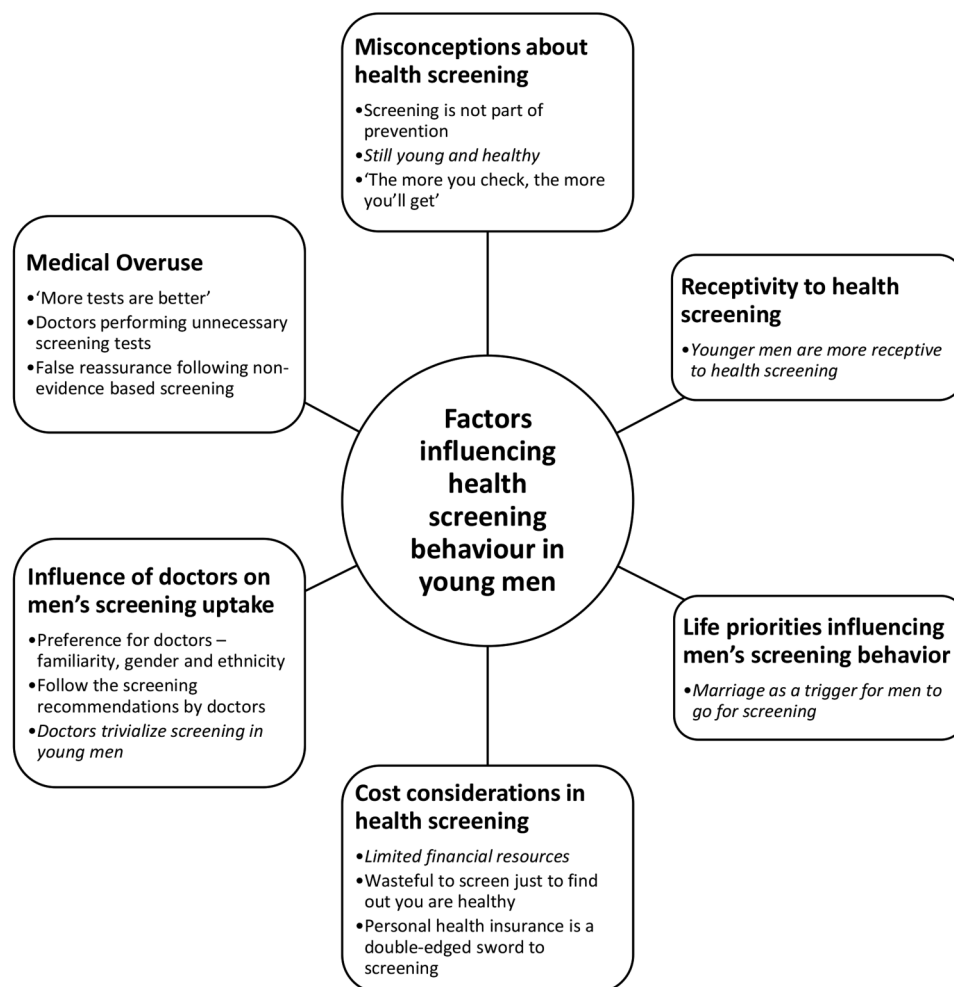 Misconceptions about
health screening
•Screening is not part of
prevention
•Still young and healthy
•‘The more you check, the more
you’ll get’
Medical Overuse
•‘More tests are better’
•Doctors performing unnecessary
screening tests
•False reassurance following non-
evidence based screening
Receptivity to health
screening
•Younger men are more receptive
to health screening
Factors
influencing
health
screening
behaviour in
young men
Influence of doctors on
men’s screening uptake
•Preference for doctors –
familiarity, gender and ethnicity
•Follow the screening
recommendations by doctors
•Doctors trivialize screening in
young men
Life priorities influencing
men’s screening behavior
•Marriage as a trigger for men to
go for screening
Cost considerations in
health screening
•Limited financial resources
•Wasteful to screen just to find
out you are healthy
•Personal health insurance is a
double-edged sword to
screening